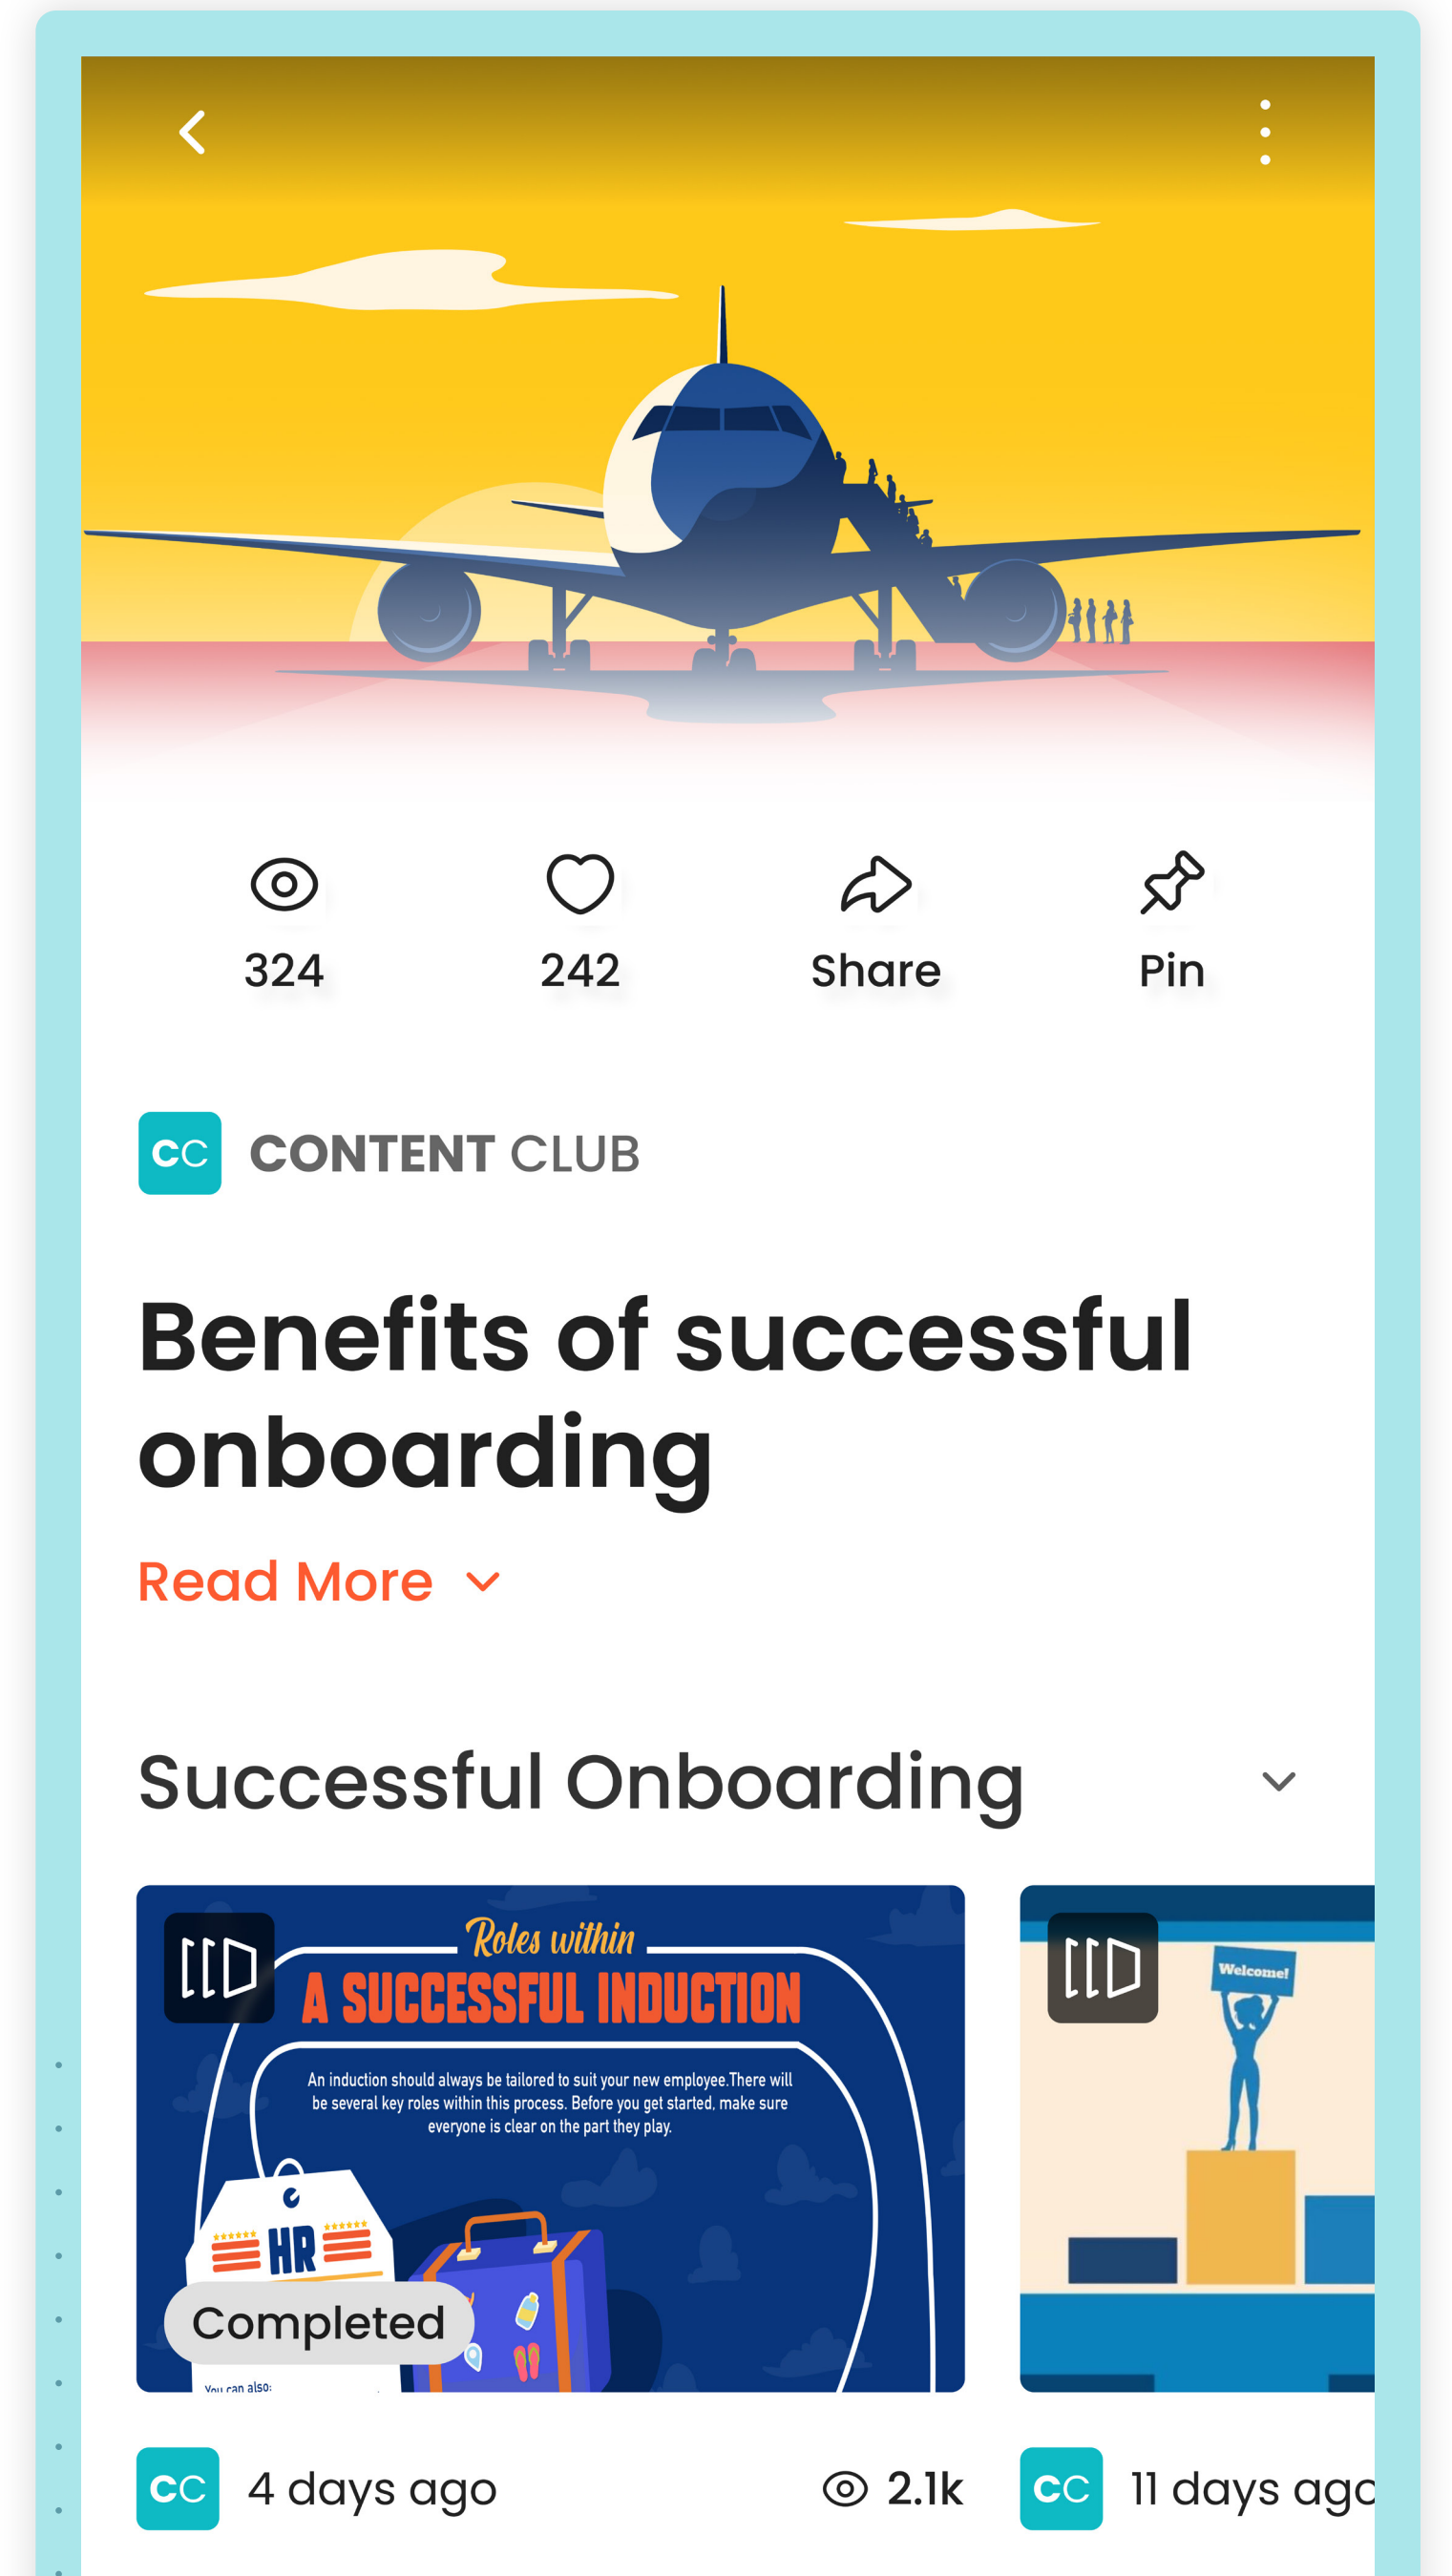 324
242
Share
Pin
CC
CONTENT CLUB
Benefits of successful
onboarding
Read More
Successful Onboarding
Roles within
A SUCCESSFUL INDUCTION
An induction should always be tailored to suit your new employee.There will
be several key roles within this process. Before you get started, make sure
everyone is clear on the part they play.
HR
Completed
You can also:
Welcome!
CC
4 days ago
2.1k
CC
11 days ago